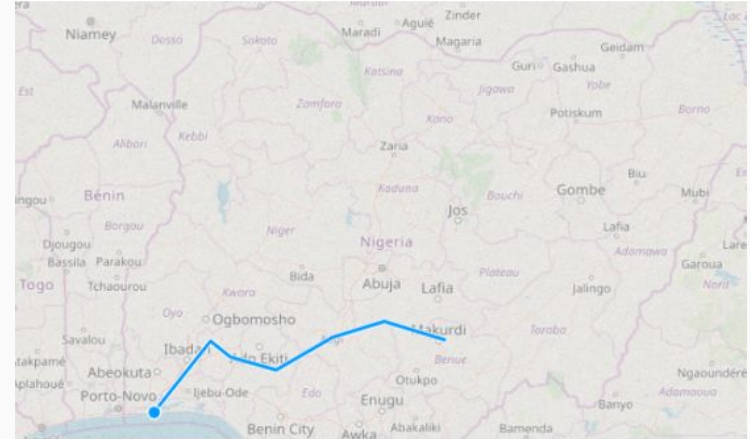 Zinder
Maradi
Aguié
Niamey
Dosso
Sokoto
Magaria
Geidam
Katsina
Guri
Gashua
Est
Zamfara
Jigawa
Yobe
Malanville
Kano
Potiskum
Borno
Alibori
Kebbi
Zaria
Biu
Kaduna
Bauchi
Gombe
Mubi
Bénin
Jos
Borgou
Niger
Nigeria
Lafia
Djougou
Adamawa
Bassila
Parakou
Bida
Abuja
Plateau
Garoua
Togo
Tchaourou
Kwara
Lafia
Jalingo
Nord
Oyo
Ogbomosho
Makurdi
Taraba
Savalou
Benue
Abeokuta
Otukpo
Ngaoundéré
Porto-Novo
Ijebu-Ode
Edo
Enugu
Adamaoua
Banyo
Benin City
Awka
Abakaliki
Bamenda